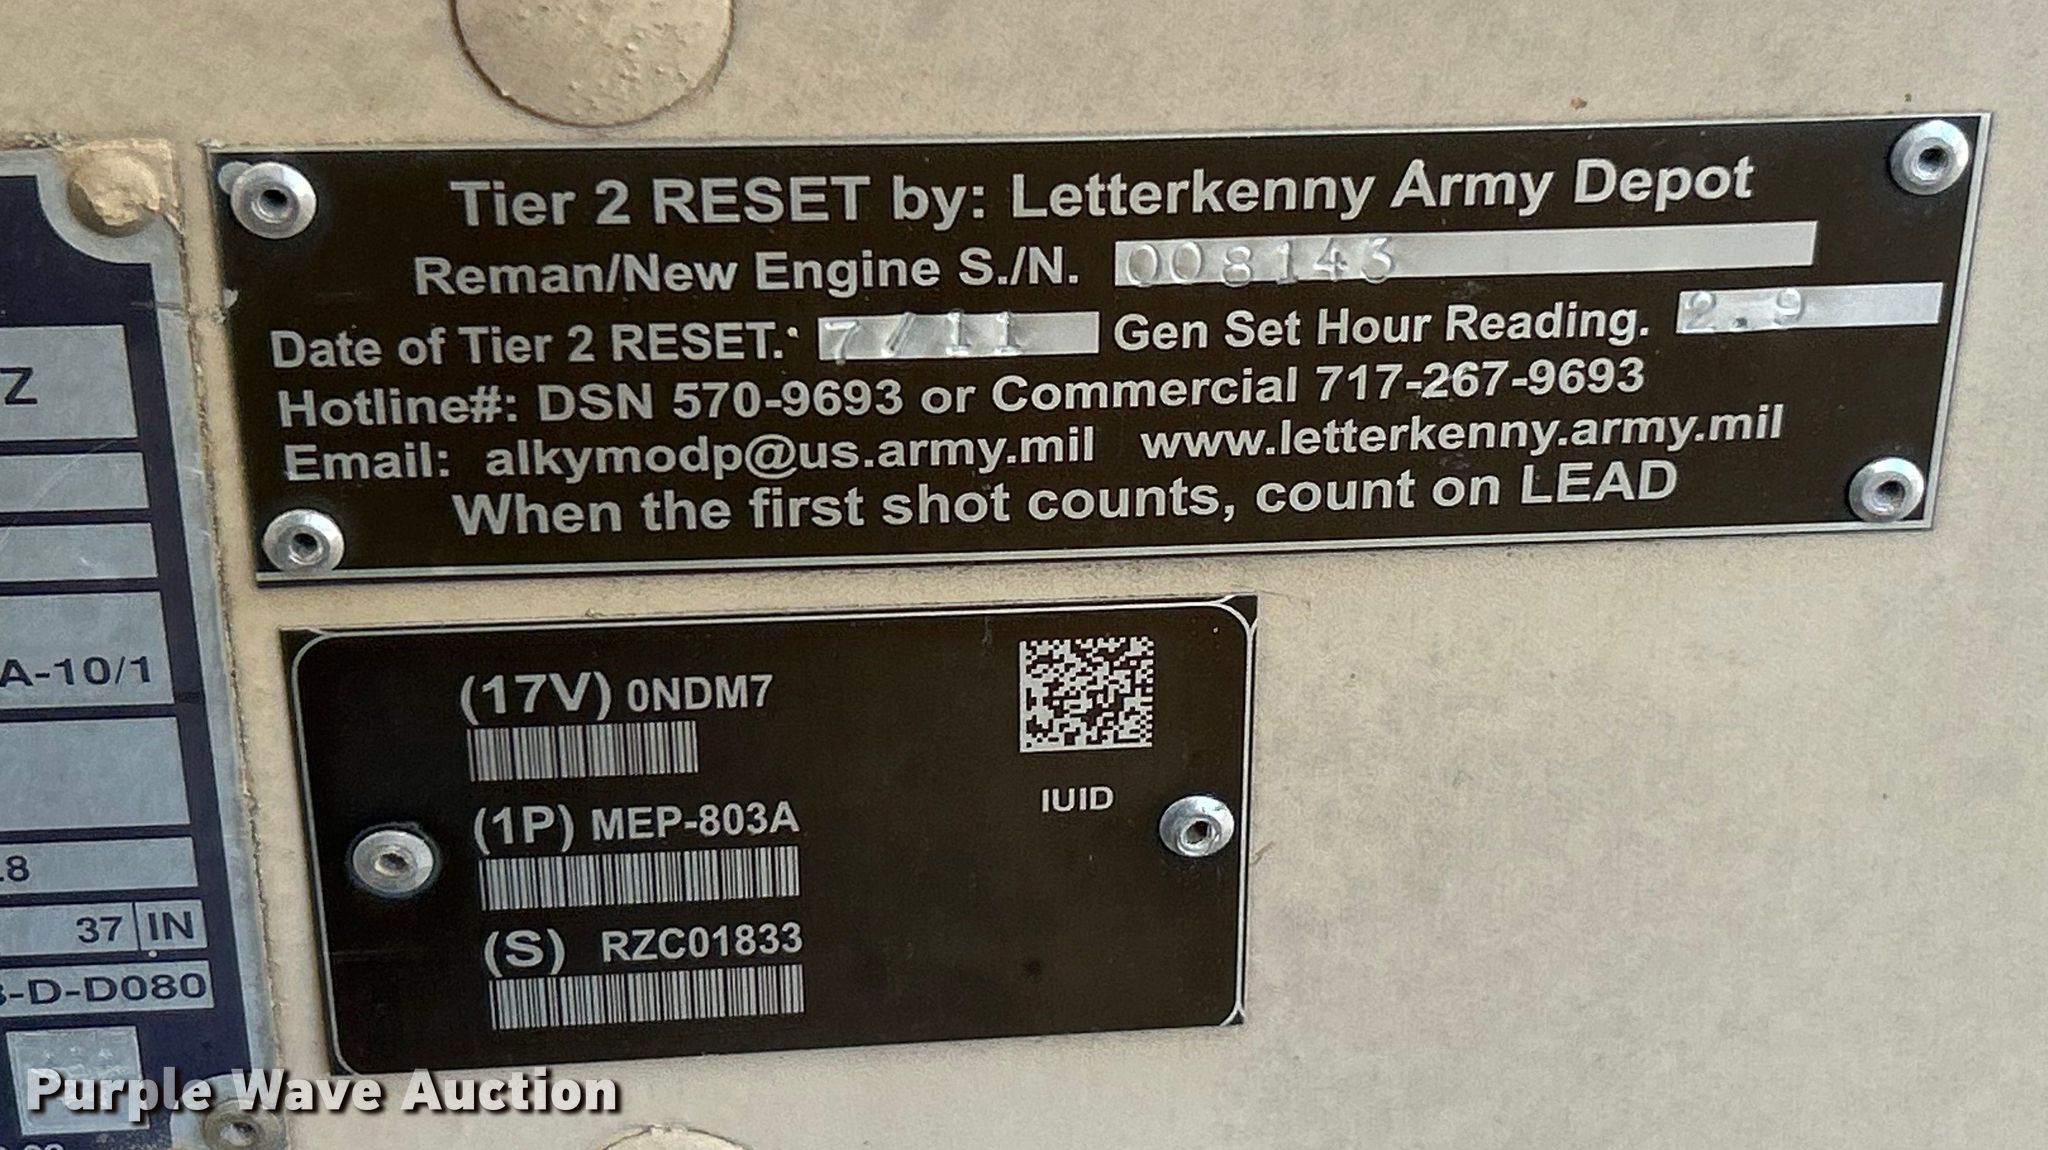 Tier 2 RESET by: Letterkenny Army Depot
Reman/New Engine S./N. 008143
Date of Tier 2 RESET. 7/11 Gen Set Hour Reading. 2.9
Hotline#: DSN 570-9693 or Commercial 717-267-9693
Email: alkymodp@us.army.mil www.letterkenny.army.mil
When the first shot counts, count on LEAD
Z
A-10/1
.8
37 IN
-D-D080
(17V) 0NDM7
(1P) MEP-803A
(S) RZC01833
IUID
Purple Wave Auction